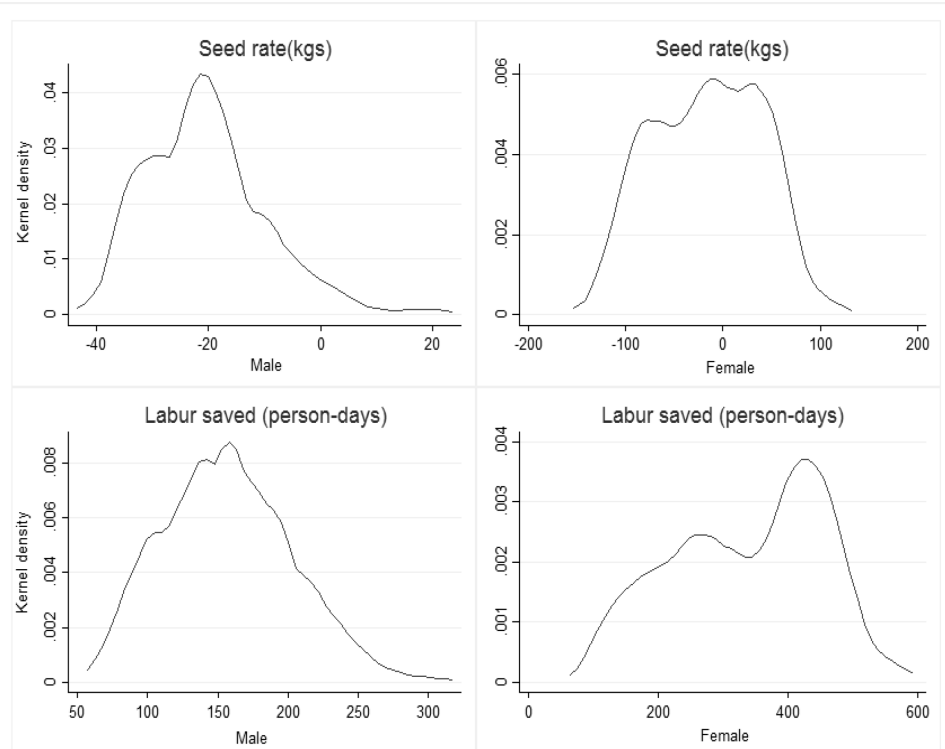 Seed rate(kgs)
Kernel density
0 .01 .02 .03 .04
-40 -20 0 20
Male
Seed rate(kgs)
0 .002 .004 .006
-200 -100 0 100 200
Female
Labur saved (person-days)
Kernel density
0 .002 .004 .006 .008
50 100 150 200 250 300
Male
Labur saved (person-days)
0 .001 .002 .003 .004
0 200 400 600
Female